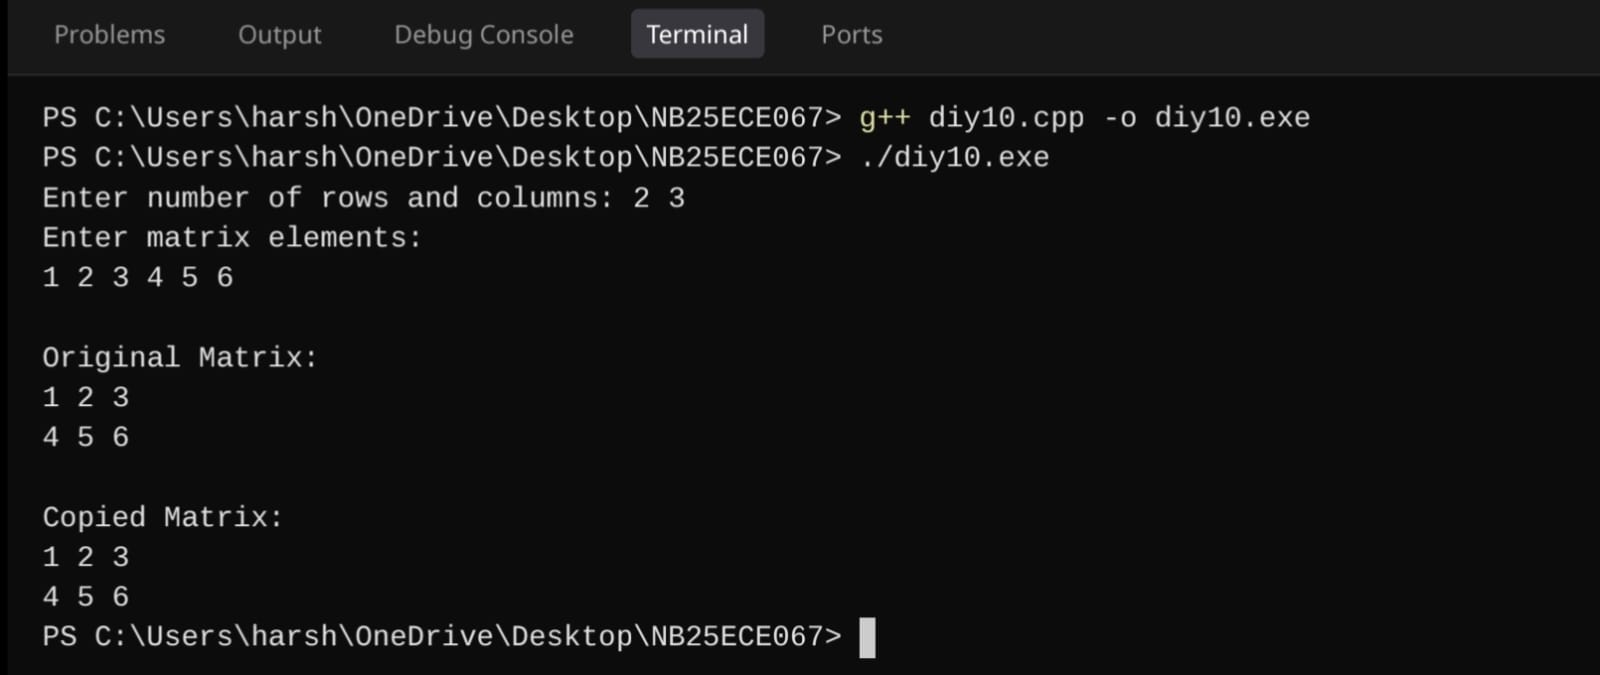 Problems Output Debug Console Terminal Ports
PS C:\Users\harsh\OneDrive\Desktop\NB25ECE067> g++ diy10.cpp -o diy10.exe
PS C:\Users\harsh\OneDrive\Desktop\NB25ECE067> ./diy10.exe
Enter number of rows and columns: 2 3
Enter matrix elements:
1 2 3 4 5 6
Original Matrix:
1 2 3
4 5 6
Copied Matrix:
1 2 3
4 5 6
PS C:\Users\harsh\OneDrive\Desktop\NB25ECE067>